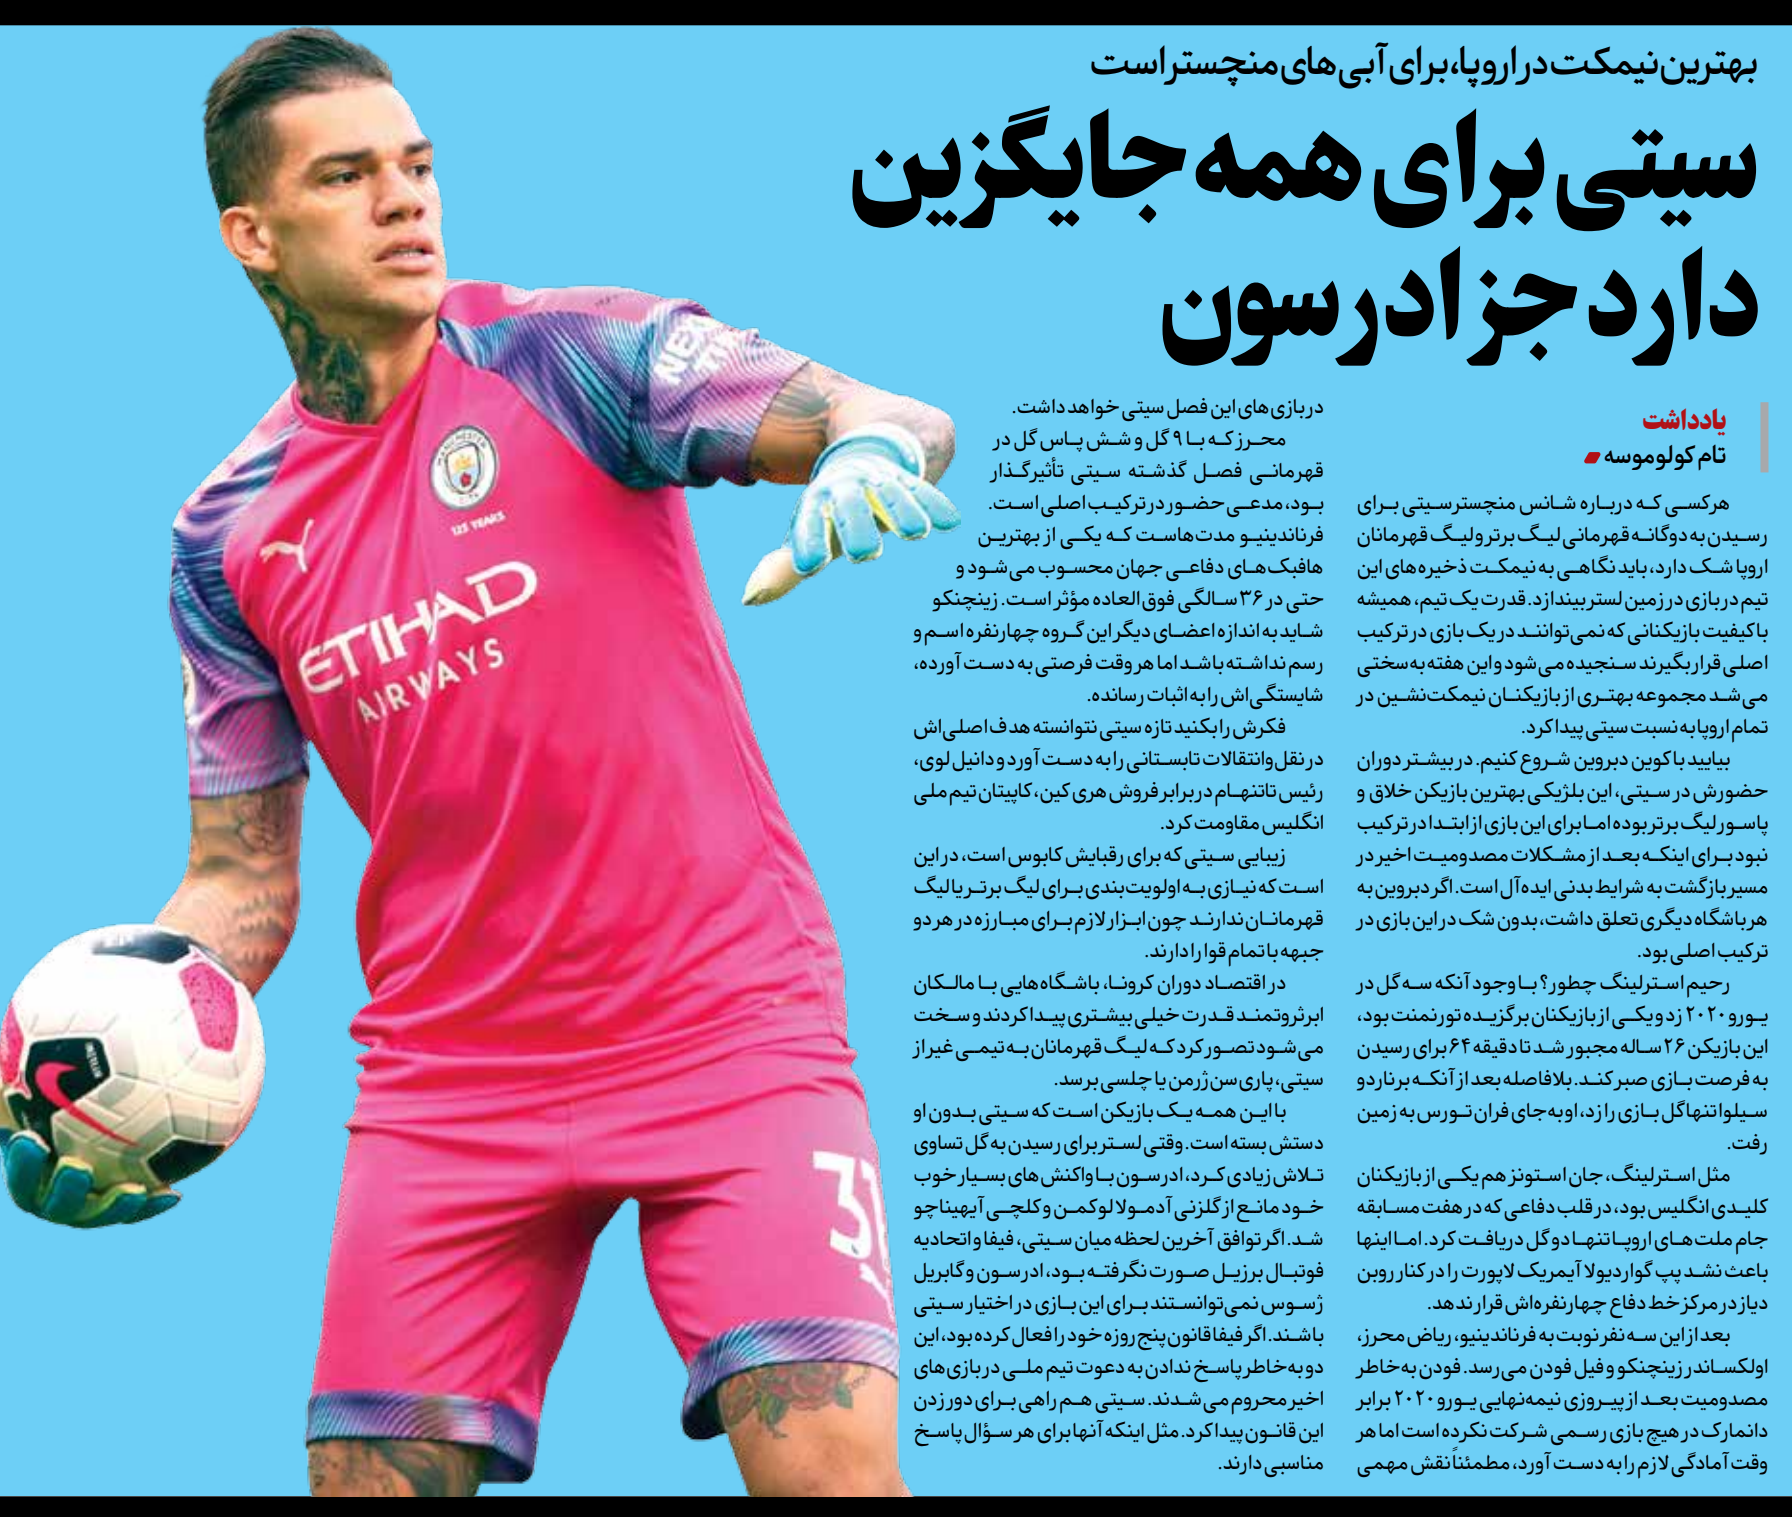 بهترین نیمکت در اروپا، برای آبی‌های منچستر است
سیتی برای همه جایگزین
دارد جز ادرسون
یادداشت
تام کولوموسه
هرکسی که درباره شانس منچسترسیتی برای
رسیدن به دوگانه قهرمانی لیگ برتر و لیگ قهرمانان
اروپا شک دارد، باید نگاهی به نیمکت ذخیره‌های این
تیم در بازی در زمین لستر بیندازد. قدرت یک تیم، همیشه
با کیفیت بازیکنانی که نمی‌توانند در یک بازی در ترکیب
اصلی قرار بگیرند سنجیده می‌شود و این هفته به سختی
می‌شد مجموعه بهتری از بازیکنان نیمکت‌نشین در
تمام اروپا به نسبت سیتی پیدا کرد.
بیایید با کوین دبروین شروع کنیم. در بیشتر دوران
حضورش در سیتی، این بلژیکی بهترین بازیکن خلاق و
پاسور لیگ برتر بوده اما برای این بازی از ابتدا در ترکیب
نبود برای اینکه بعد از مشکلات مصدومیت اخیر در
مسیر بازگشت به شرایط بدنی ایده‌آل است. اگر دبروین به
هر باشگاه دیگری تعلق داشت، بدون شک در این بازی در
ترکیب اصلی بود.
رحیم استرلینگ چطور؟ با وجود آنکه سه گل در
یورو ۲۰۲۰ زد و یکی از بازیکنان برگزیده تورنمنت بود،
این بازیکن ۲۶ ساله مجبور شد تا دقیقه ۶۴ برای رسیدن
به فرصت بازی صبر کند. بلافاصله بعد از آنکه برناردو
سیلوا تنها گل بازی را زد، او به جای فران تورس به زمین
رفت.
مثل استرلینگ، جان استونز هم یکی از بازیکنان
کلیدی انگلیس بود، در قلب دفاعی که در هفت مسابقه
جام ملت‌های اروپا تنها دو گل دریافت کرد. اما اینها
باعث نشد پپ گواردیولا آیمریک لاپورت را در کنار روبن
دیاز در مرکز خط دفاع چهارنفره‌اش قرار ندهد.
بعد از این سه نفر نوبت به فرناندینیو، ریاض محرز،
اولکساندر زینچنکو و فیل فودن می‌رسد. فودن به خاطر
مصدومیت بعد از پیروزی نیمه‌نهایی یورو ۲۰۲۰ برابر
دانمارک در هیچ بازی رسمی شرکت نکرده است اما هر
وقت آمادگی لازم را به دست آورد، مطمئناً نقش مهمی
در بازی‌های این فصل سیتی خواهد داشت.
محرز که با ۹ گل و شش پاس گل در
قهرمانی فصل گذشته سیتی تأثیرگذار
بود، مدعی حضور در ترکیب اصلی است.
فرناندینیو مدت‌هاست که یکی از بهترین
هافبک‌های دفاعی جهان محسوب می‌شود و
حتی در ۳۶ سالگی فوق‌العاده مؤثر است. زینچنکو
شاید به اندازه اعضای دیگر این گروه چهارنفره اسم و
رسم نداشته باشد اما هر وقت فرصتی به دست آورده،
شایستگی‌اش را به اثبات رسانده.
فکرش را بکنید تازه سیتی نتوانسته هدف اصلی‌اش
در نقل‌وانتقالات تابستانی را به دست آورد و دانیل لوی،
رئیس تاتنهام در برابر فروش هری کین، کاپیتان تیم ملی
انگلیس مقاومت کرد.
زیبایی سیتی که برای رقبایش کابوس است، در این
است که نیازی به اولویت‌بندی برای لیگ برتر یا لیگ
قهرمانان ندارند چون ابزار لازم برای مبارزه در هر دو
جبهه با تمام قوا را دارند.
در اقتصاد دوران کرونا، باشگاه‌هایی با مالکان
ابرثروتمند قدرت خیلی بیشتری پیدا کردند و سخت
می‌شود تصور کرد که لیگ قهرمانان به تیمی غیر از
سیتی، پاری‌سن‌ژرمن یا چلسی برسد.
با این همه یک بازیکن است که سیتی بدون او
دستش بسته است. وقتی لستر برای رسیدن به گل تساوی
تلاش زیادی کرد، ادرسون با واکنش‌های بسیار خوب
خود مانع از گلزنی آدمولا لوکمن و کلچی آیهیناچو
شد. اگر توافق آخرین لحظه میان سیتی، فیفا و اتحادیه
فوتبال برزیل صورت نگرفته بود، ادرسون و گابریل
ژسوس نمی‌توانستند برای این بازی در اختیار سیتی
باشند. اگر فیفا قانون پنج روزه خود را فعال کرده بود، این
دو به خاطر پاسخ ندادن به دعوت تیم ملی در بازی‌های
اخیر محروم می‌شدند. سیتی هم راهی برای دور زدن
این قانون پیدا کرد. مثل اینکه آنها برای هر سؤال پاسخ
مناسبی دارند.
MANCHESTER
CITY
125 YEARS
ETIHAD
AIRWAYS
31